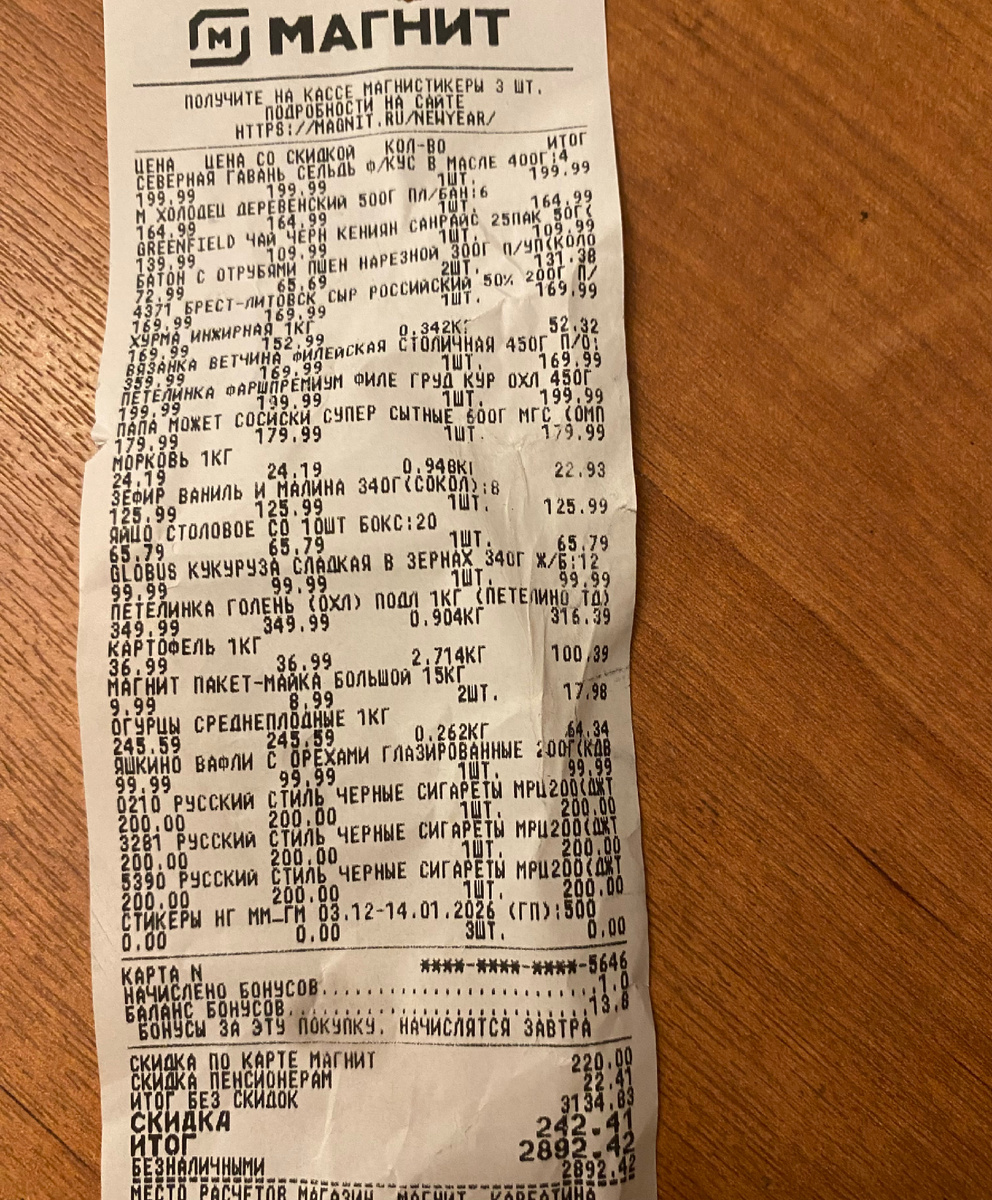 МАГНИТ
ПОЛУЧИТЕ НА КАССЕ МАГНИСТИКЕРЫ 3 ШТ.
ПОДРОБНОСТИ НА САЙТЕ
HTTPS://MAGNIT.RU/NEWYEAR/
ЦЕНА ЦЕНА СО СКИДКОЙ КОЛ-ВО ИТОГ
СЕВЕРНАЯ ГАВАНЬ СЕЛЬДЬ Ф/КУС В МАСЛЕ 400Г:4
199.99 199.99 1ШТ. 199.99
М ХОЛОДЕЦ ДЕРЕВЕНСКИЙ 500Г ПЛ/БАН:6
164.99 164.99 1ШТ. 164.99
GREENFIELD ЧАЙ ЧЕРН КЕНИЯН САНРАЙС 25ПАК 50Г(
139.99 109.99 1ШТ. 109.99
БАТОН С ОТРУБЯМИ ПШЕН НАРЕЗНОЙ 300Г П/УП(КОЛО
72.99 65.69 2ШТ. 131.38
4371 БРЕСТ-ЛИТОВСК СЫР РОССИЙСКИЙ 50% 200Г П/
169.99 169.99 1ШТ. 169.99
ХУРМА ИНЖИРНАЯ 1КГ
169.99 152.99 0.342КГ 52.32
ВЯЗАНКА ВЕТЧИНА ФИЛЕЙСКАЯ СТОЛИЧНАЯ 450Г П/О:
359.99 169.99 1ШТ. 169.99
ПЕТЕЛИНКА ФАРШПРЕМИУМ ФИЛЕ ГРУД КУР ОХЛ 450Г
199.99 199.99 1ШТ. 199.99
ПАПА МОЖЕТ СОСИСКИ СУПЕР СЫТНЫЕ 600Г МГС (ОМП
179.99 179.99 1ШТ. 179.99
МОРКОВЬ 1КГ
24.19 24.19 0.948КГ 22.93
ЗЕФИР ВАНИЛЬ И МАЛИНА 340Г(СОКОЛ):8
125.99 125.99 1ШТ. 125.99
ЯЙЦО СТОЛОВОЕ СО 10ШТ БОКС:20
65.79 65.79 1ШТ. 65.79
GLOBUS КУКУРУЗА СЛАДКАЯ В ЗЕРНАХ 340Г Ж/Б:12
99.99 99.99 1ШТ. 99.99
ПЕТЕЛИНКА ГОЛЕНЬ (ОХЛ) ПОДЛ 1КГ (ПЕТЕЛИНО ТД)
349.99 349.99 0.904КГ 316.39
КАРТОФЕЛЬ 1КГ
36.99 36.99 2.714КГ 100.39
МАГНИТ ПАКЕТ-МАЙКА БОЛЬШОЙ 15КГ
9.99 8.99 2ШТ. 17.98
ОГУРЦЫ СРЕДНЕПЛОДНЫЕ 1КГ
245.59 245.59 0.262КГ 64.34
ЯШКИНО ВАФЛИ С ОРЕХАМИ ГЛАЗИРОВАННЫЕ 200Г(КДВ
99.99 99.99 1ШТ. 99.99
0210 РУССКИЙ СТИЛЬ ЧЕРНЫЕ СИГАРЕТЫ МРЦ200(ДЖТ
200.00 200.00 1ШТ. 200.00
3281 РУССКИЙ СТИЛЬ ЧЕРНЫЕ СИГАРЕТЫ МРЦ200(ДЖТ
200.00 200.00 1ШТ. 200.00
5390 РУССКИЙ СТИЛЬ ЧЕРНЫЕ СИГАРЕТЫ МРЦ200(ДЖТ
200.00 200.00 1ШТ. 200.00
СТИКЕРЫ НГ ММ_ГМ 03.12-14.01.2026 (ГП):500
0.00 0.00 3ШТ. 0.00
КАРТА N ****-****-****-5646
НАЧИСЛЕНО БОНУСОВ........................1.0
БАЛАНС БОНУСОВ...........................13.8
БОНУСЫ ЗА ЭТУ ПОКУПКУ. НАЧИСЛЯТСЯ ЗАВТРА
СКИДКА ПО КАРТЕ МАГНИТ 220.00
СКИДКА ПЕНСИОНЕРАМ 22.41
ИТОГ БЕЗ СКИДОК 3134.83
СКИДКА 242.41
ИТОГ 2892.42
БЕЗНАЛИЧНЫМИ 2892.42
МЕСТО РАСЧЕТОВ МАГАЗИН МАГНИТ